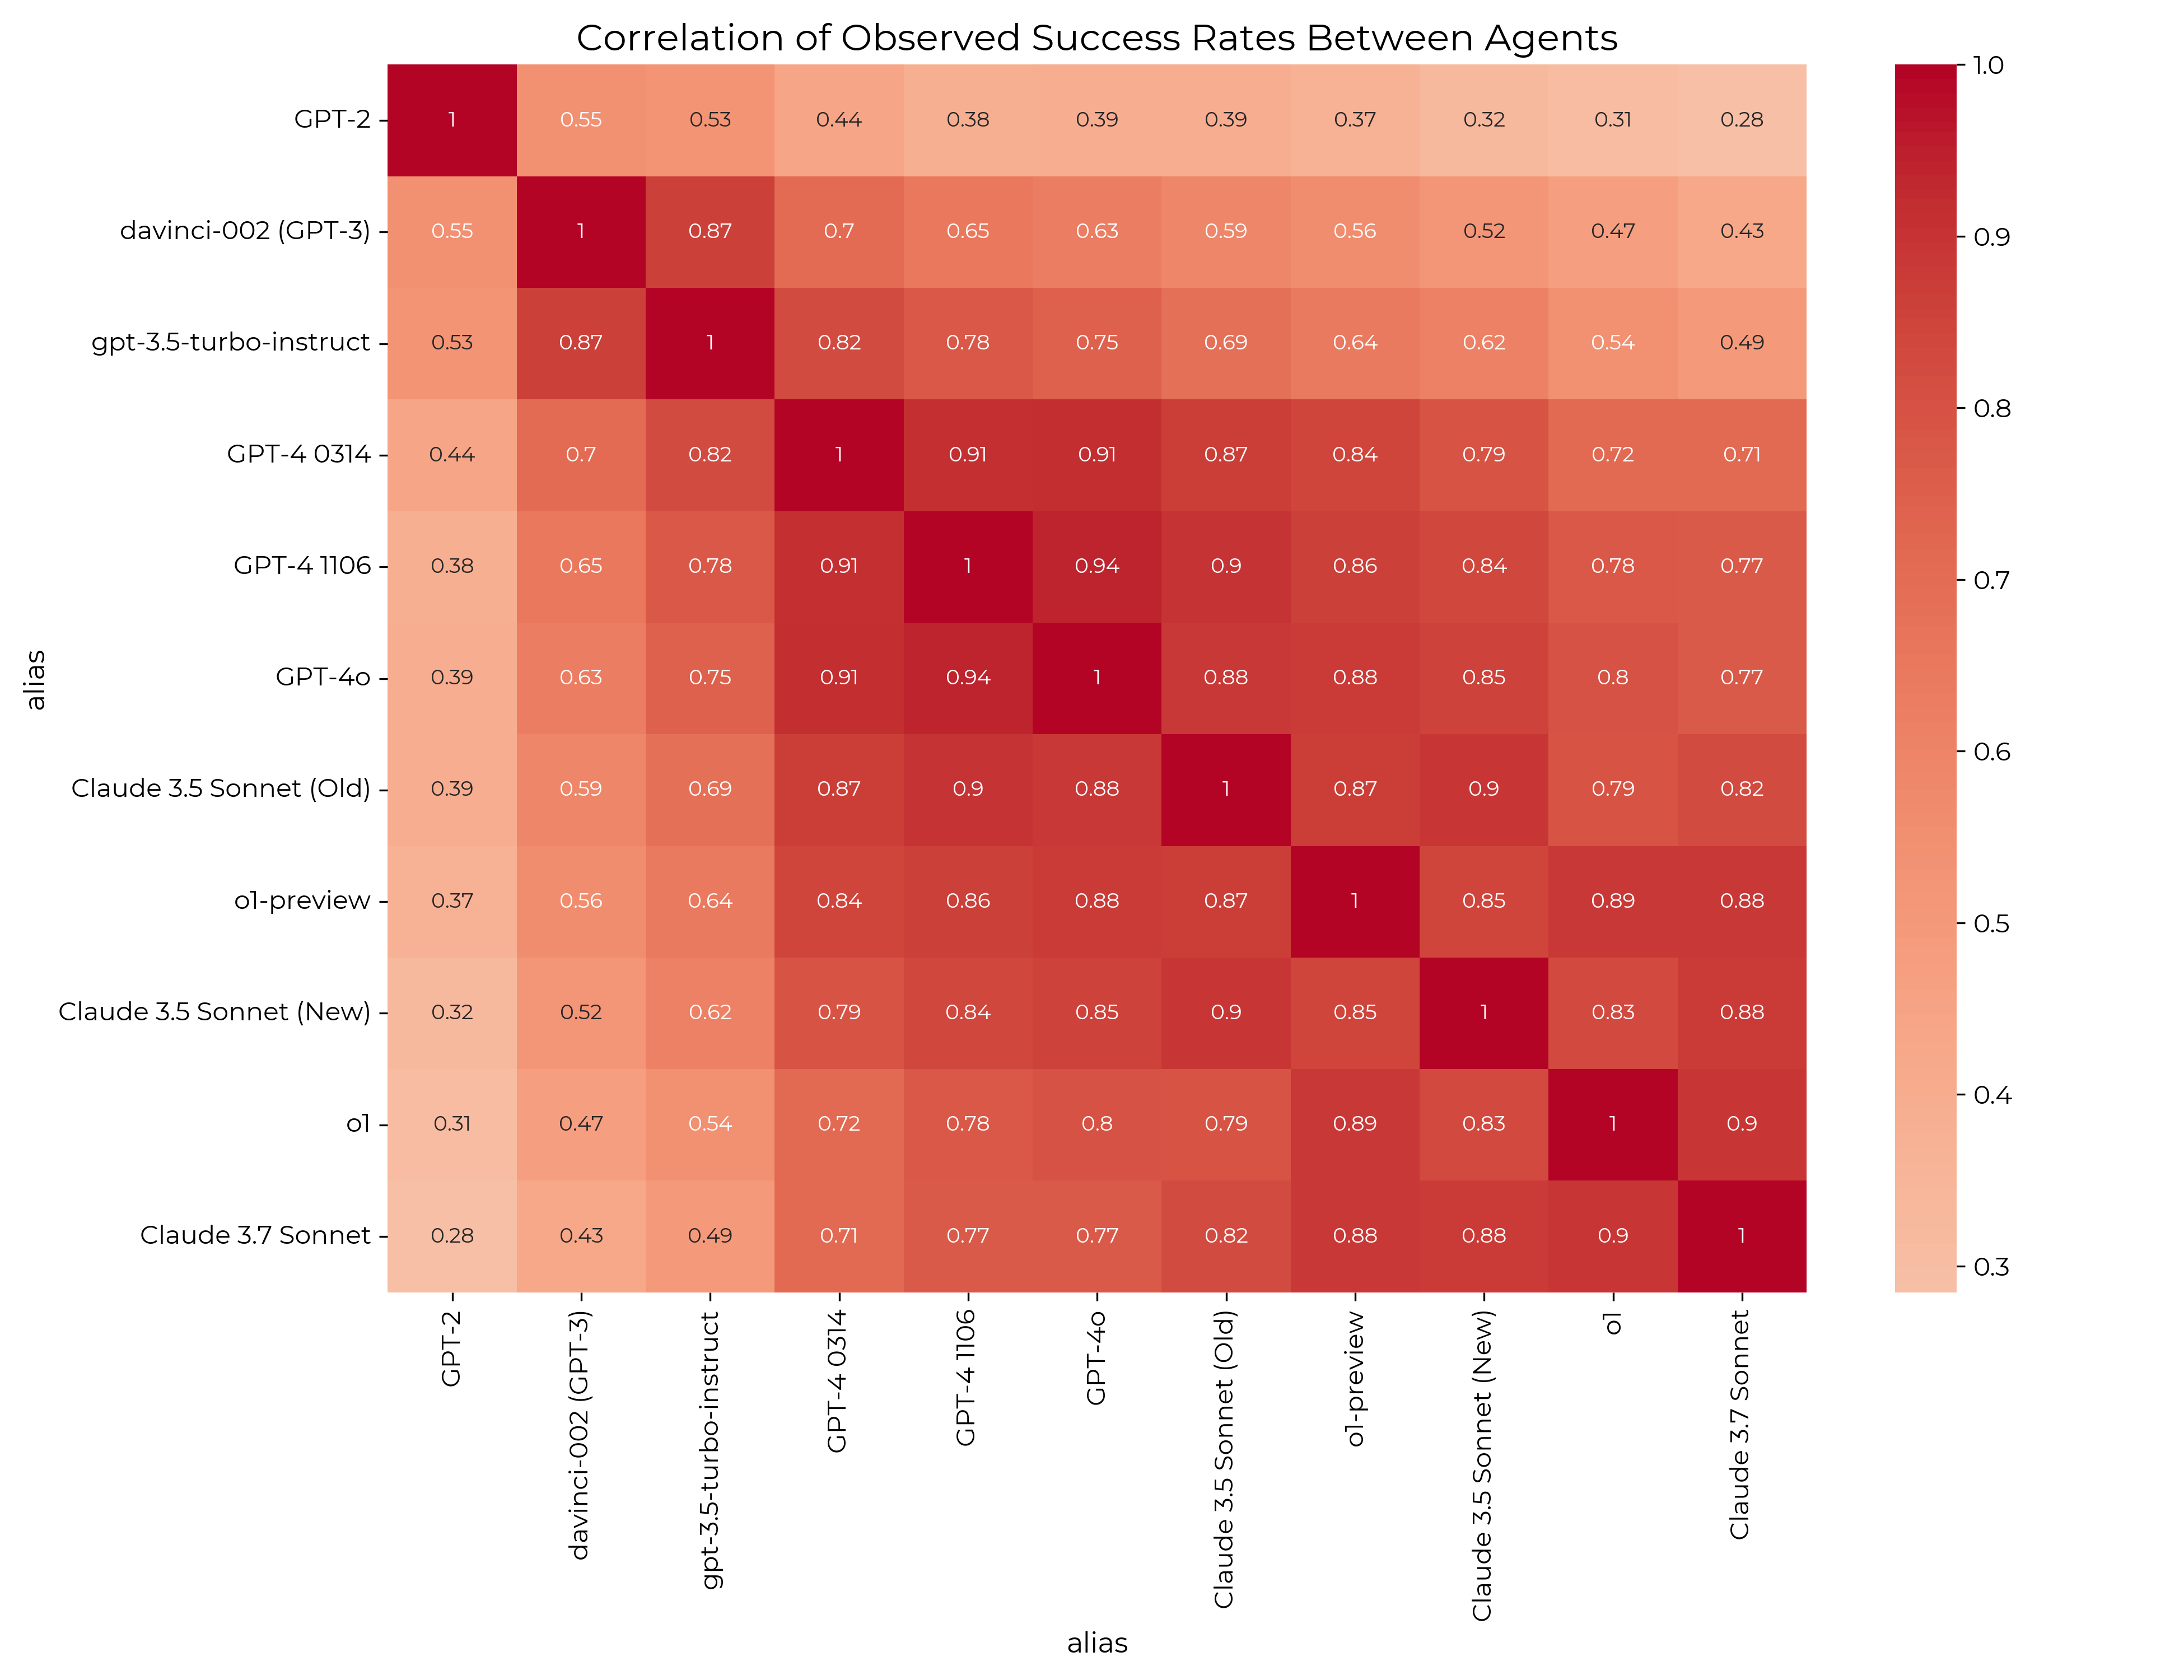 Correlation of Observed Success Rates Between Agents
GPT-2 1 0.55 0.53 0.44 0.38 0.39 0.39 0.37 0.32 0.31 0.28
davinci-002 (GPT-3) 0.55 1 0.87 0.7 0.65 0.63 0.59 0.56 0.52 0.47 0.43
gpt-3.5-turbo-instruct 0.53 0.87 1 0.82 0.78 0.75 0.69 0.64 0.62 0.54 0.49
GPT-4 0314 0.44 0.7 0.82 1 0.91 0.91 0.87 0.84 0.79 0.72 0.71
GPT-4 1106 0.38 0.65 0.78 0.91 1 0.94 0.9 0.86 0.84 0.78 0.77
GPT-4o 0.39 0.63 0.75 0.91 0.94 1 0.88 0.88 0.85 0.8 0.77
Claude 3.5 Sonnet (Old) 0.39 0.59 0.69 0.87 0.9 0.88 1 0.87 0.9 0.79 0.82
o1-preview 0.37 0.56 0.64 0.84 0.86 0.88 0.87 1 0.85 0.89 0.88
Claude 3.5 Sonnet (New) 0.32 0.52 0.62 0.79 0.84 0.85 0.9 0.85 1 0.83 0.88
o1 0.31 0.47 0.54 0.72 0.78 0.8 0.79 0.89 0.83 1 0.9
Claude 3.7 Sonnet 0.28 0.43 0.49 0.71 0.77 0.77 0.82 0.88 0.88 0.9 1
alias
GPT-2
davinci-002 (GPT-3)
gpt-3.5-turbo-instruct
GPT-4 0314
GPT-4 1106
GPT-4o
Claude 3.5 Sonnet (Old)
o1-preview
Claude 3.5 Sonnet (New)
o1
Claude 3.7 Sonnet
alias
1.0
0.9
0.8
0.7
0.6
0.5
0.4
0.3